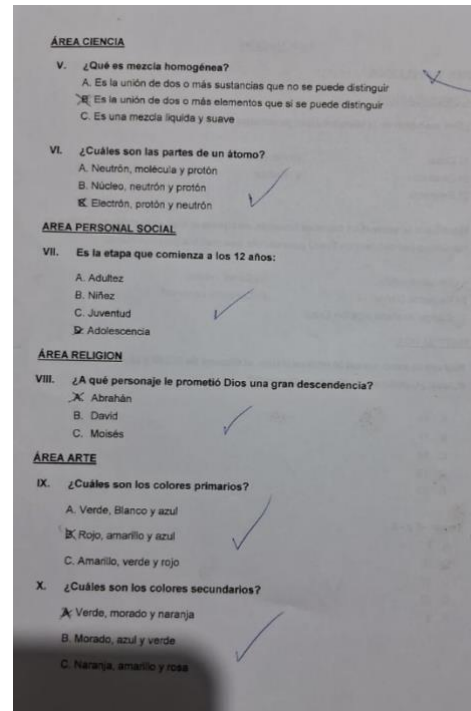 ÁREA CIENCIA
V. ¿Qué es mezcla homogénea?
A. Es la unión de dos o más sustancias que no se puede distinguir
B. Es la unión de dos o más elementos que si se puede distinguir
C. Es una mezcla líquida y suave
VI. ¿Cuáles son las partes de un átomo?
A. Neutrón, molécula y protón
B. Núcleo, neutrón y protón
C. Electrón, protón y neutrón
AREA PERSONAL SOCIAL
VII. Es la etapa que comienza a los 12 años:
A. Adultez
B. Niñez
C. Juventud
D. Adolescencia
ÁREA RELIGION
VIII. ¿A qué personaje le prometió Dios una gran descendencia?
A. Abrahán
B. David
C. Moisés
ÁREA ARTE
IX. ¿Cuáles son los colores primarios?
A. Verde, Blanco y azul
B. Rojo, amarillo y azul
C. Amarillo, verde y rojo
X. ¿Cuáles son los colores secundarios?
A. Verde, morado y naranja
B. Morado, azul y verde
C. Naranja, amarillo y rosa